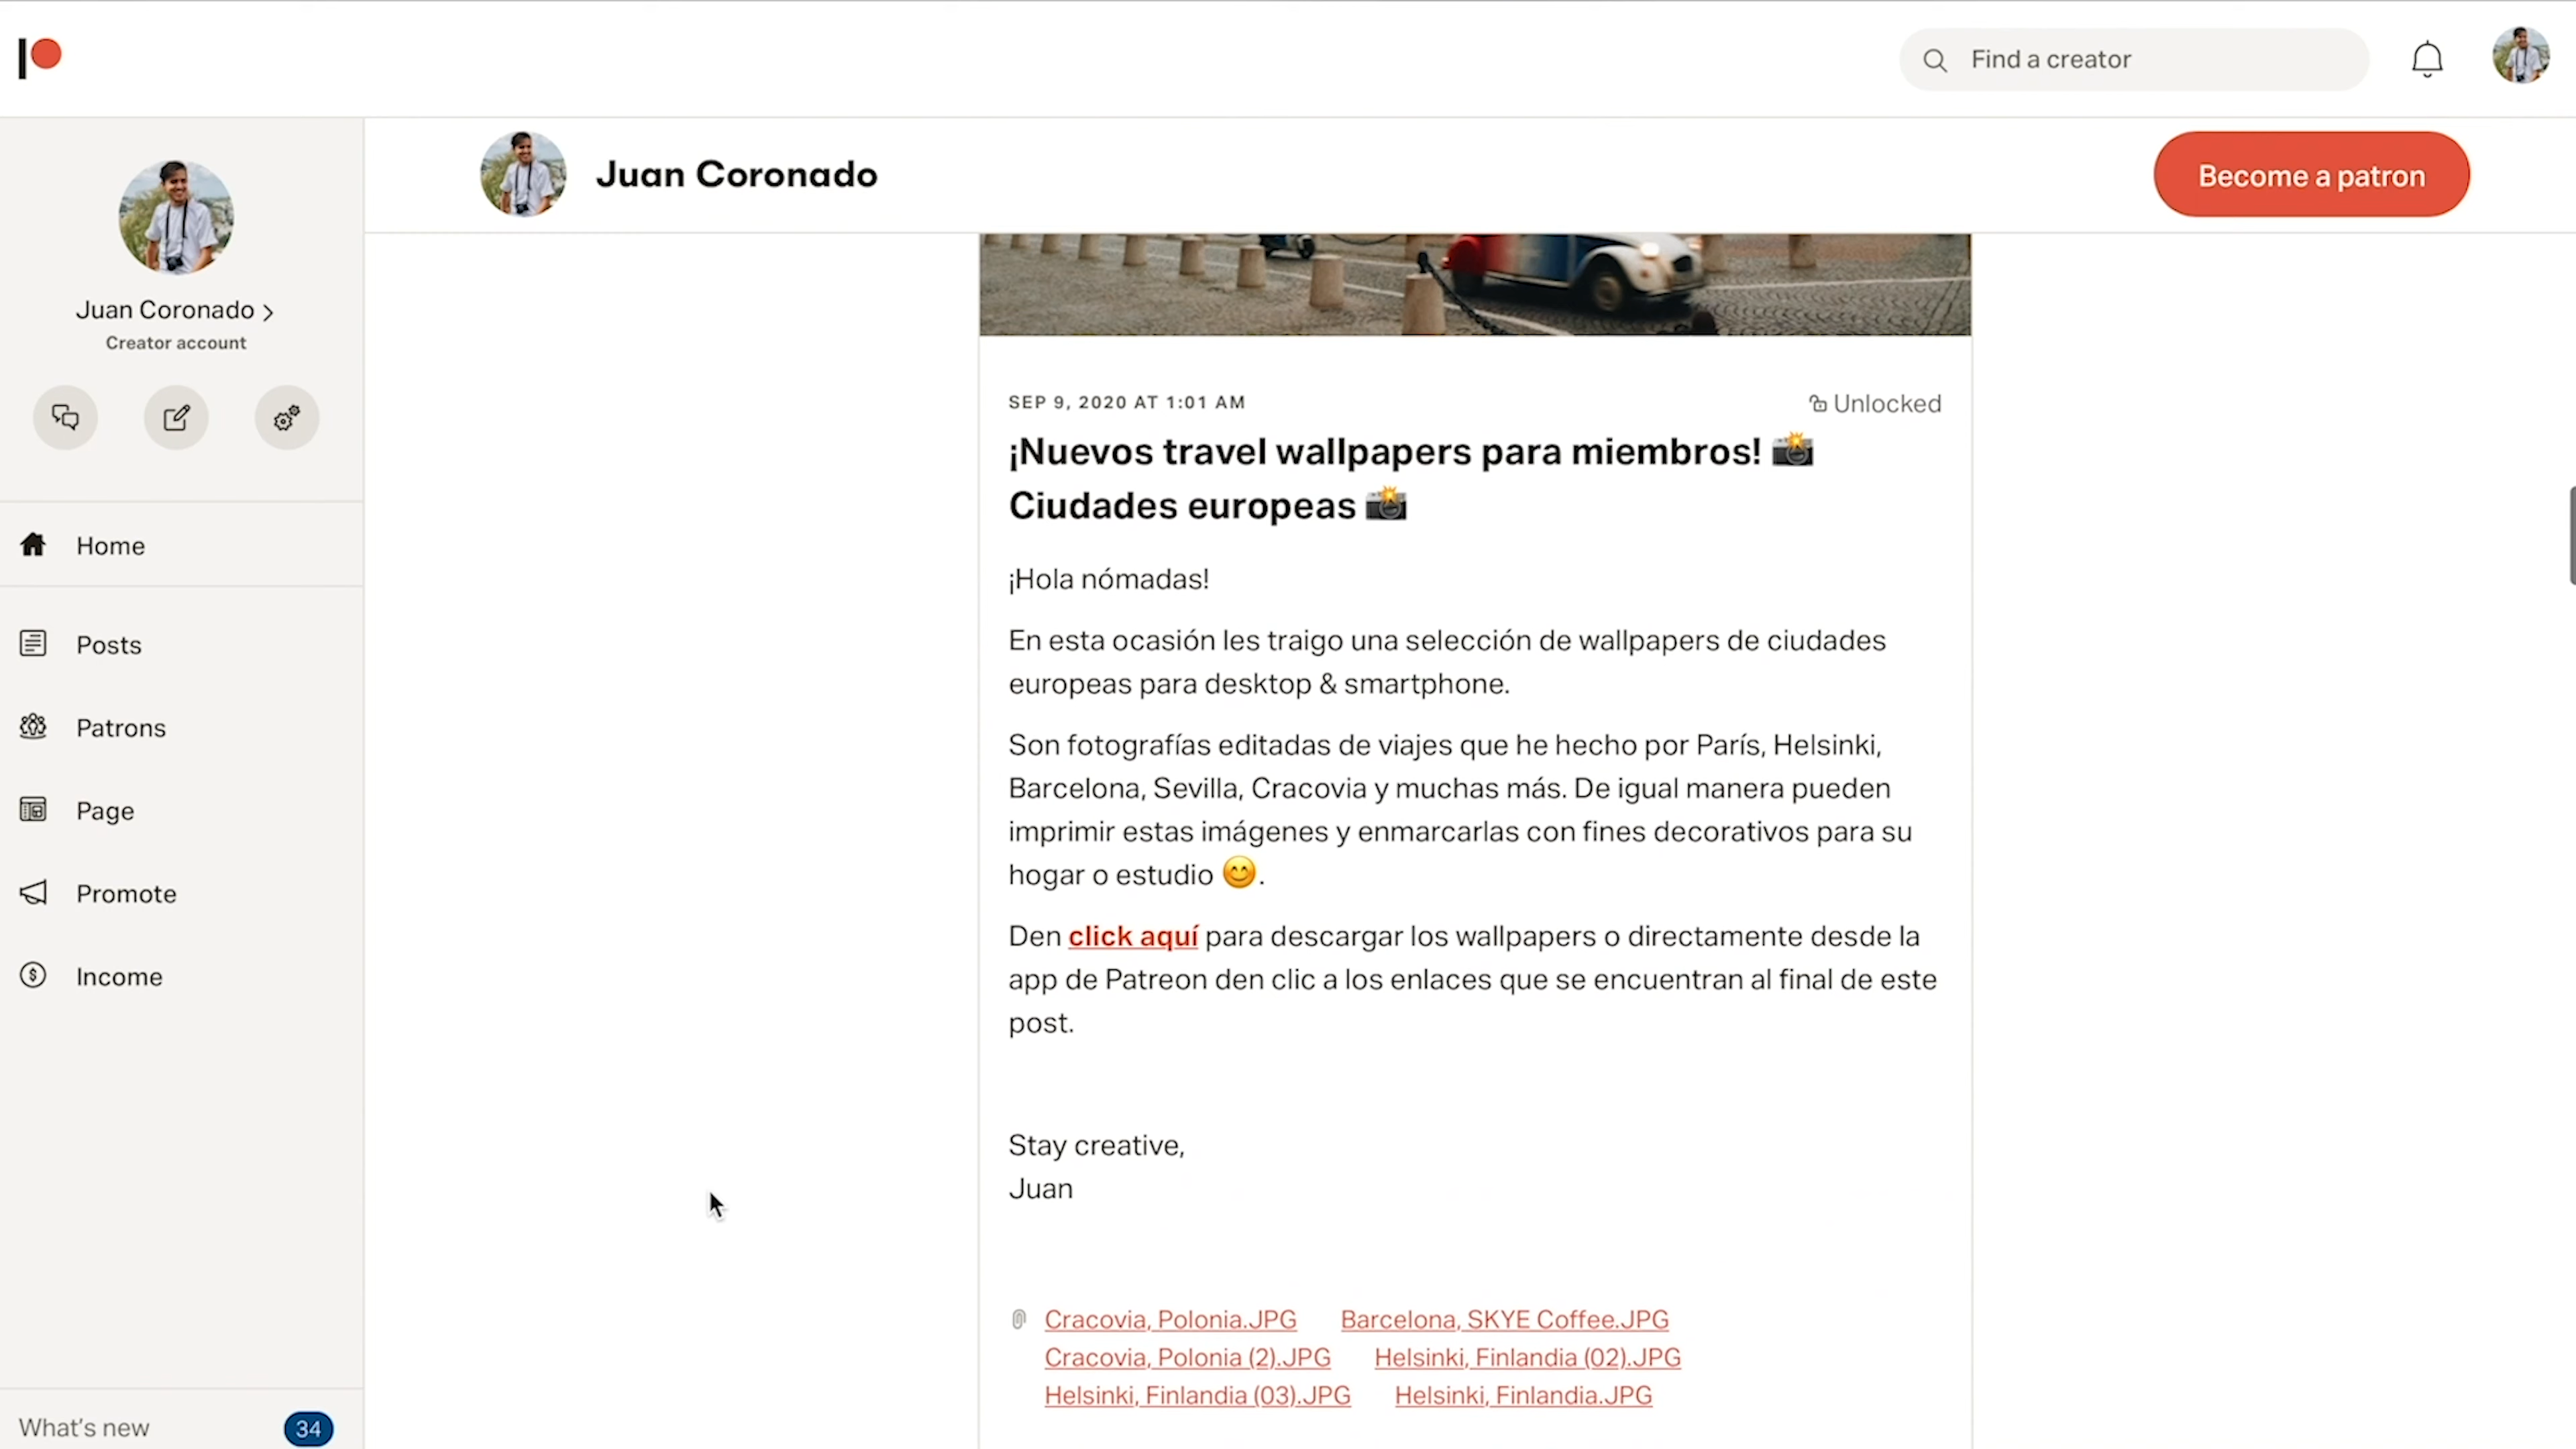 Find a creator
Juan Coronado
Become a patron
Juan Coronado
Creator account
Home
Posts
Patrons
Page
Promote
Income
What's new
34
SEP 9, 2020 AT 1:01 AM
Unlocked
¡Nuevos travel wallpapers para miembros! 📸
Ciudades europeas 📸
¡Hola nómadas!
En esta ocasión les traigo una selección de wallpapers de ciudades
europeas para desktop & smartphone.
Son fotografías editadas de viajes que he hecho por París, Helsinki,
Barcelona, Sevilla, Cracovia y muchas más. De igual manera pueden
imprimir estas imágenes y enmarcarlas con fines decorativos para su
hogar o estudio 😊.
Den click aquí para descargar los wallpapers o directamente desde la
app de Patreon den clic a los enlaces que se encuentran al final de este
post.
Stay creative,
Juan
Cracovia, Polonia.JPG Barcelona, SKYE Coffee.JPG
Cracovia, Polonia (2).JPG Helsinki, Finlandia (02).JPG
Helsinki, Finlandia (03).JPG Helsinki, Finlandia.JPG